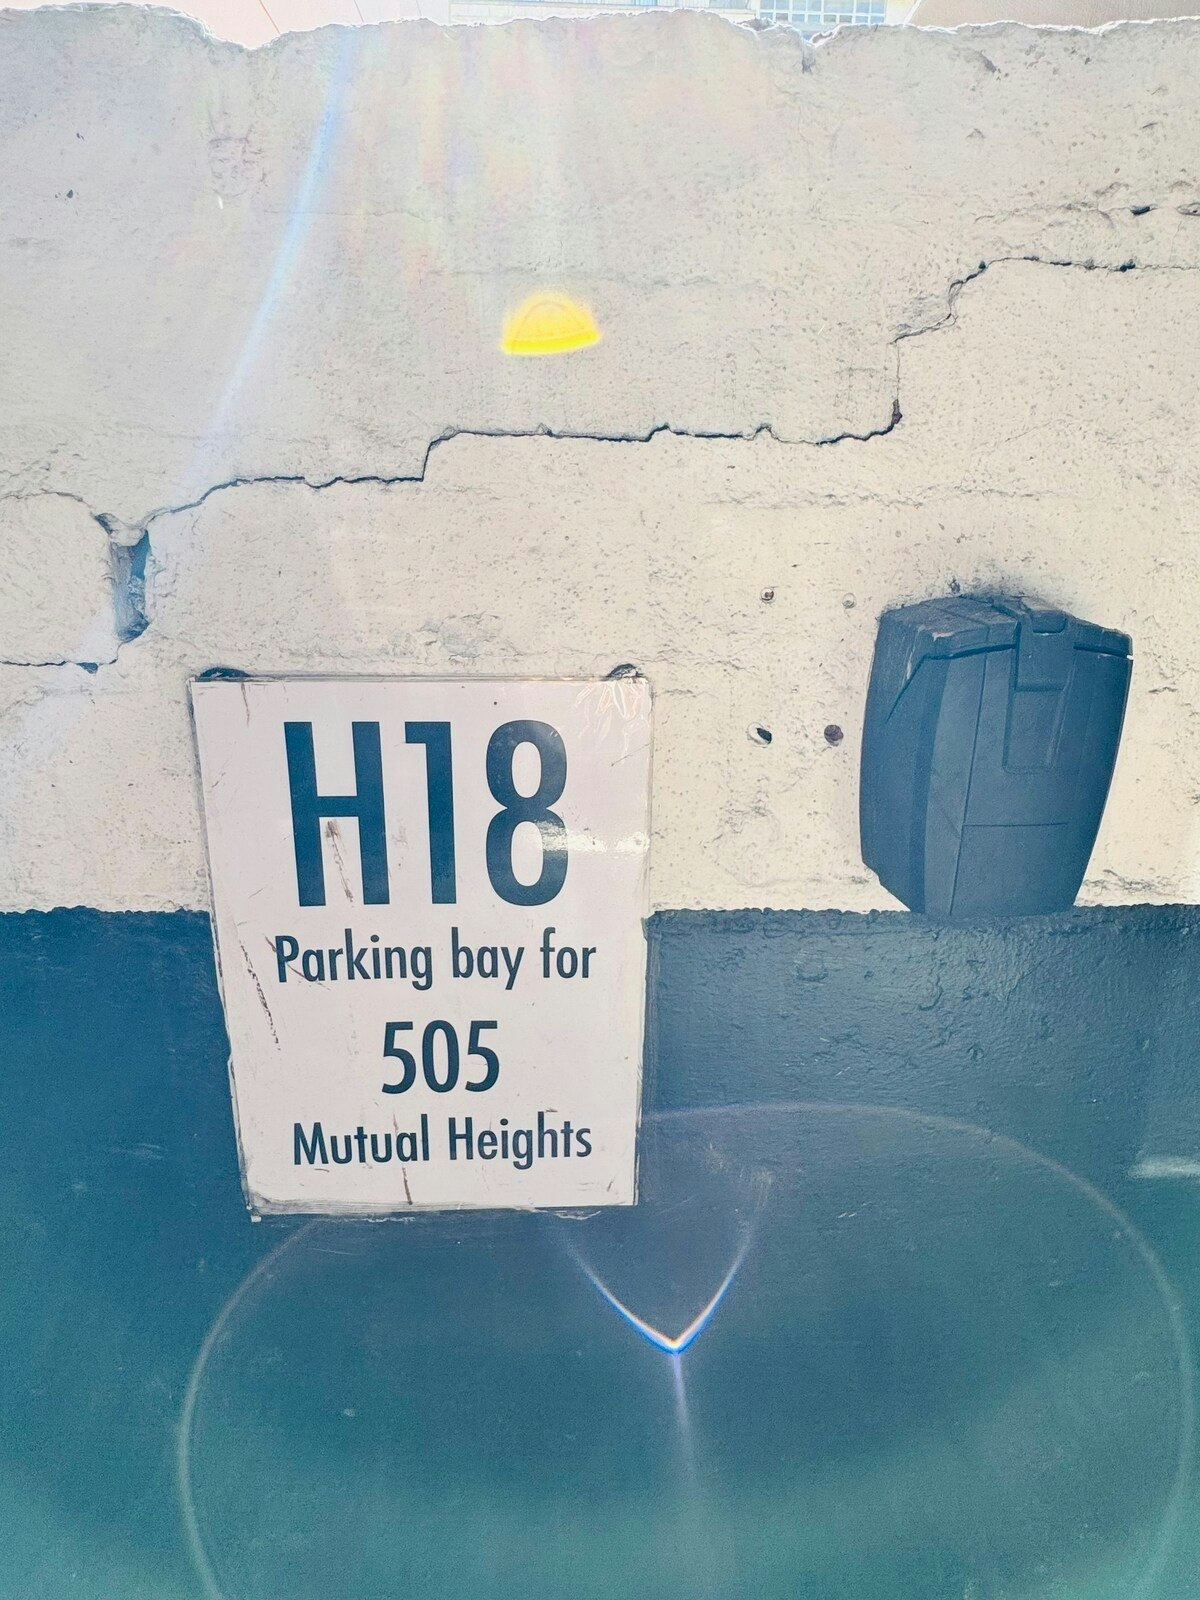 H18
Parking bay for
505
Mutual Heights